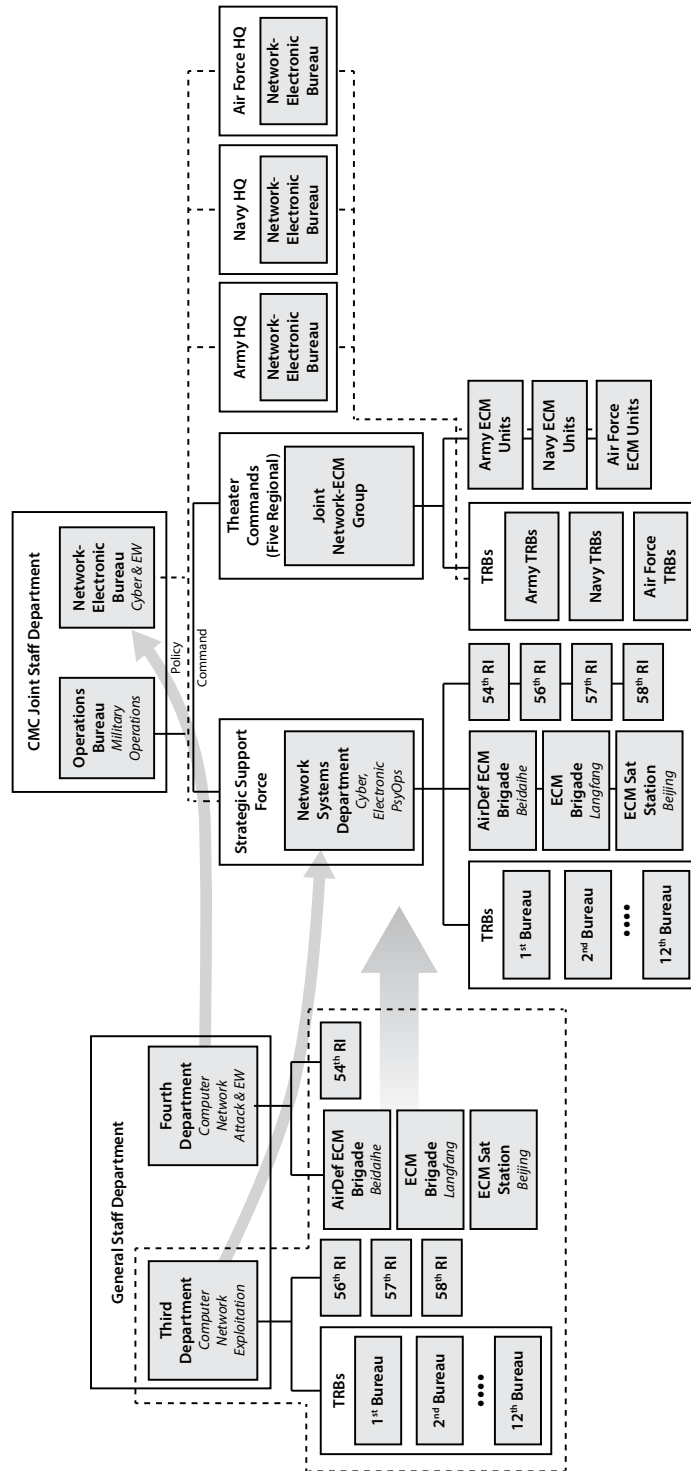 General Staff Department
Third
Department
Computer
Network
Exploitation
Fourth
Department
Computer
Network
Attack & EW
TRBs
1st Bureau
2nd Bureau
••••
12th Bureau
56th RI
57th RI
58th RI
AirDef ECM
Brigade
Beidaihe
ECM
Brigade
Langfang
ECM Sat
Station
Beijing
54th RI
CMC Joint Staff Department
Operations
Bureau
Military
Operations
Network-
Electronic
Bureau
Cyber & EW
Policy
Command
Strategic Support
Force
Network
Systems
Department
Cyber,
Electronic
PsyOps
Theater
Commands
(Five Regional)
Joint
Network-ECM
Group
Army HQ
Network-
Electronic
Bureau
Navy HQ
Network-
Electronic
Bureau
Air Force HQ
Network-
Electronic
Bureau
TRBs
1st Bureau
2nd Bureau
••••
12th Bureau
AirDef ECM
Brigade
Beidaihe
ECM
Brigade
Langfang
ECM Sat
Station
Beijing
54th RI
56th RI
57th RI
58th RI
TRBs
Army TRBs
Navy TRBs
Air Force
TRBs
Army ECM
Units
Navy ECM
Units
Air Force
ECM Units